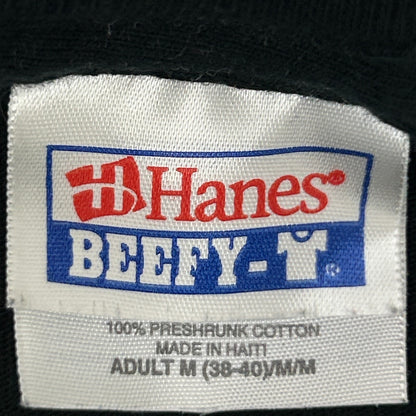 Hanes®
BEEFY-T®
100% PRESHRUNK COTTON
MADE IN HAITI
ADULT M (38-40)/M/M